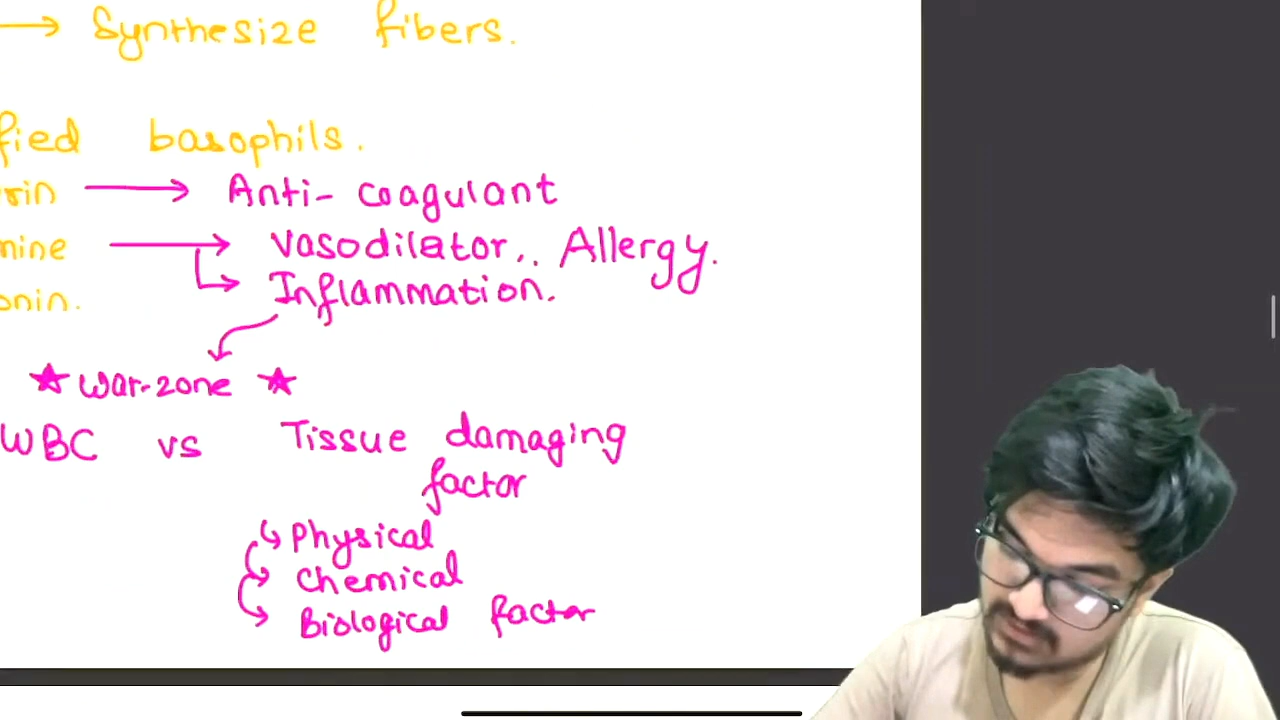 → Synthesize fibers.
fied basophils.
rin → Anti-coagulant
mine → Vasodilator,. Allergy.
↳ Inflammation.
onin.
★ War-zone ★
WBC vs Tissue damaging
factor
↳ Physical
↳ Chemical
↳ Biological factor